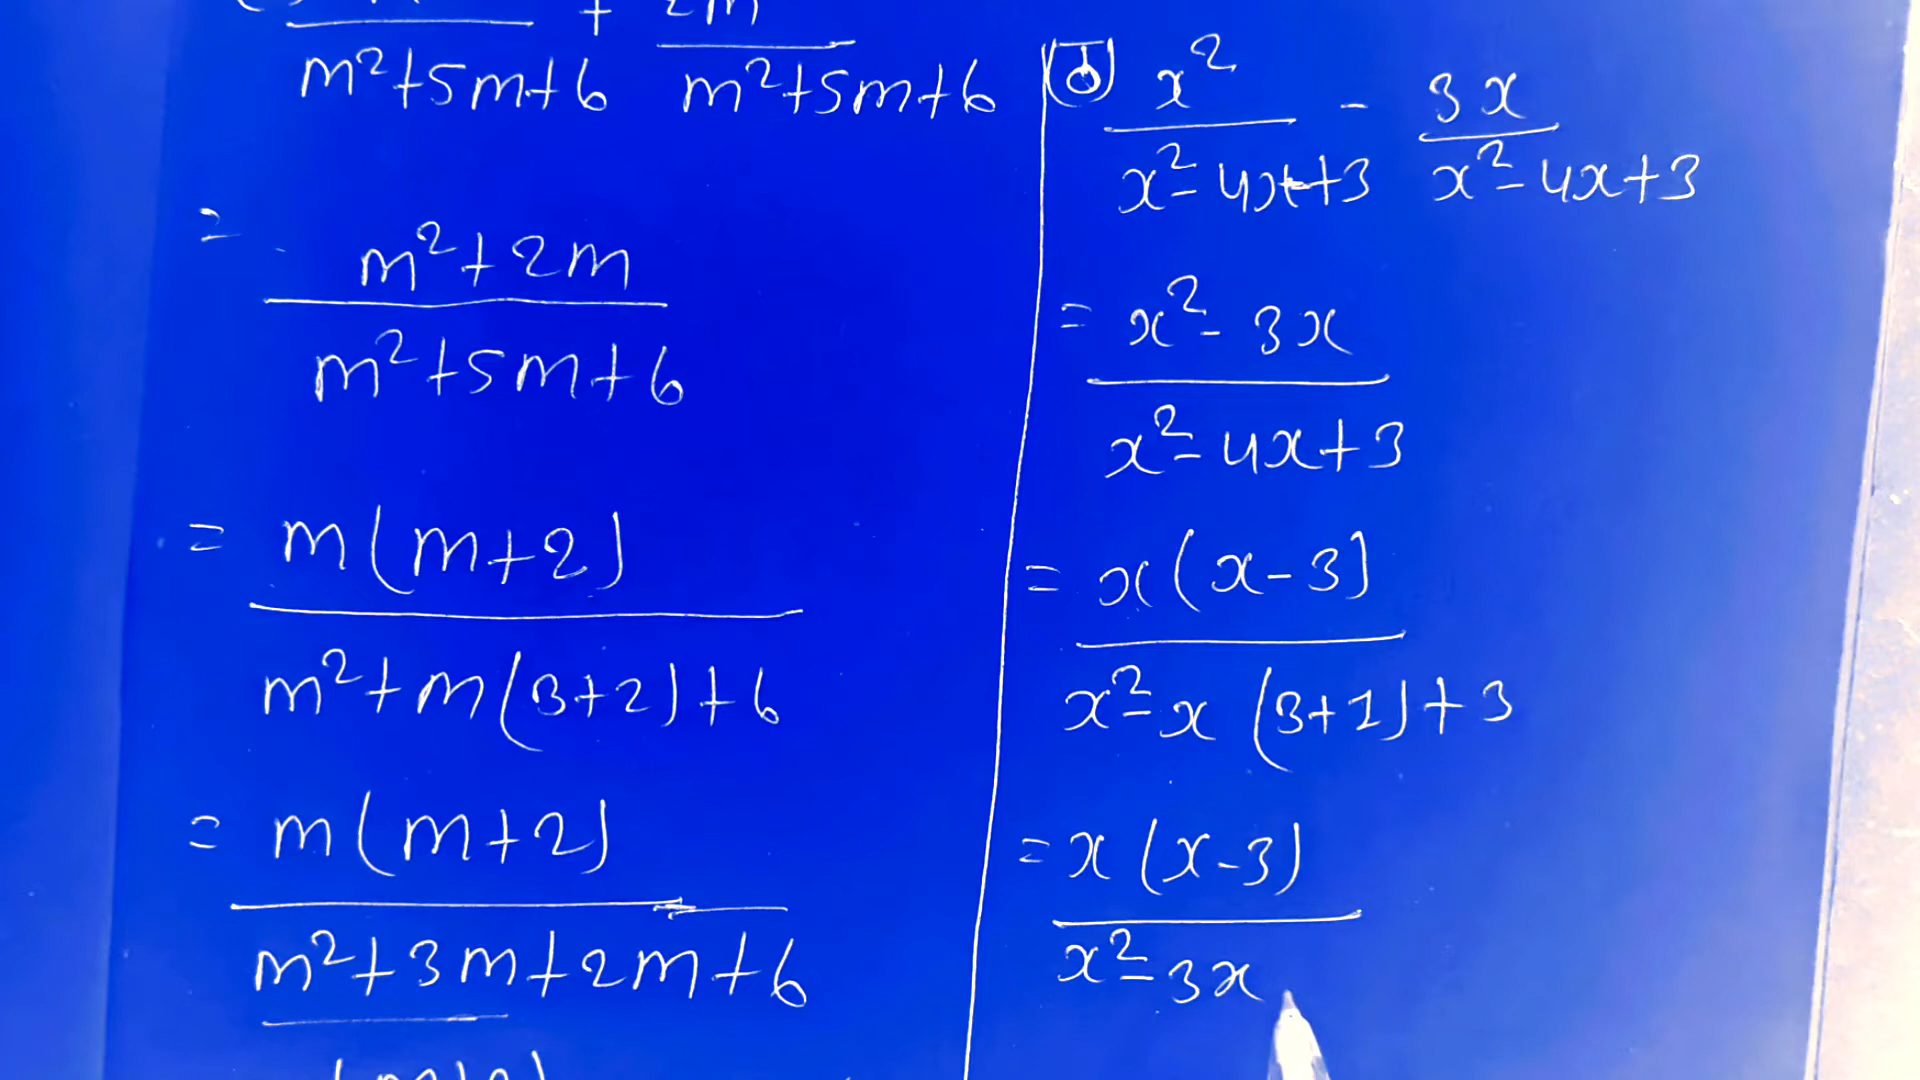 + 2m
m²+5m+6 m²+5m+6
= m²+2m
m²+5m+6
= m(m+2)
m²+m(3+2)+6
= m(m+2)
m²+3m+2m+6
x² - 3x
x²-4x+3 x²-4x+3
= x²-3x
x²-4x+3
= x(x-3)
x²-x(3+1)+3
= x(x-3)
x²-3x